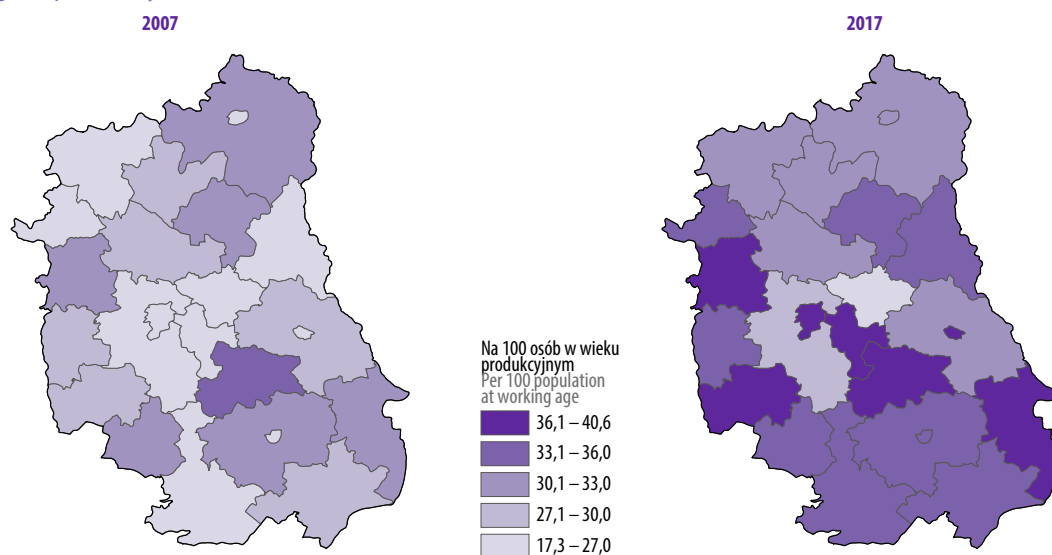 2007
2017
Na 100 osób w wieku
produkcyjnym
Per 100 population
at working age
36,1 – 40,6
33,1 – 36,0
30,1 – 33,0
27,1 – 30,0
17,3 – 27,0